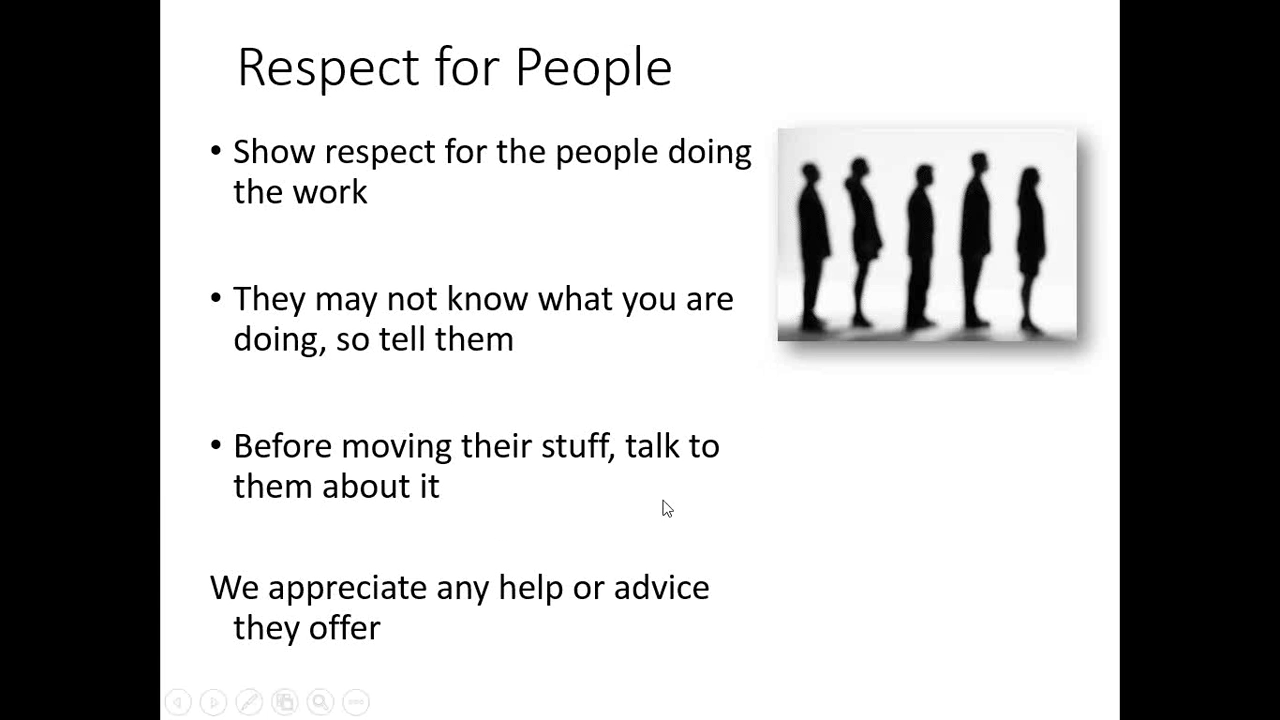 Respect for People
• Show respect for the people doing
the work
• They may not know what you are
doing, so tell them
• Before moving their stuff, talk to
them about it
We appreciate any help or advice
they offer